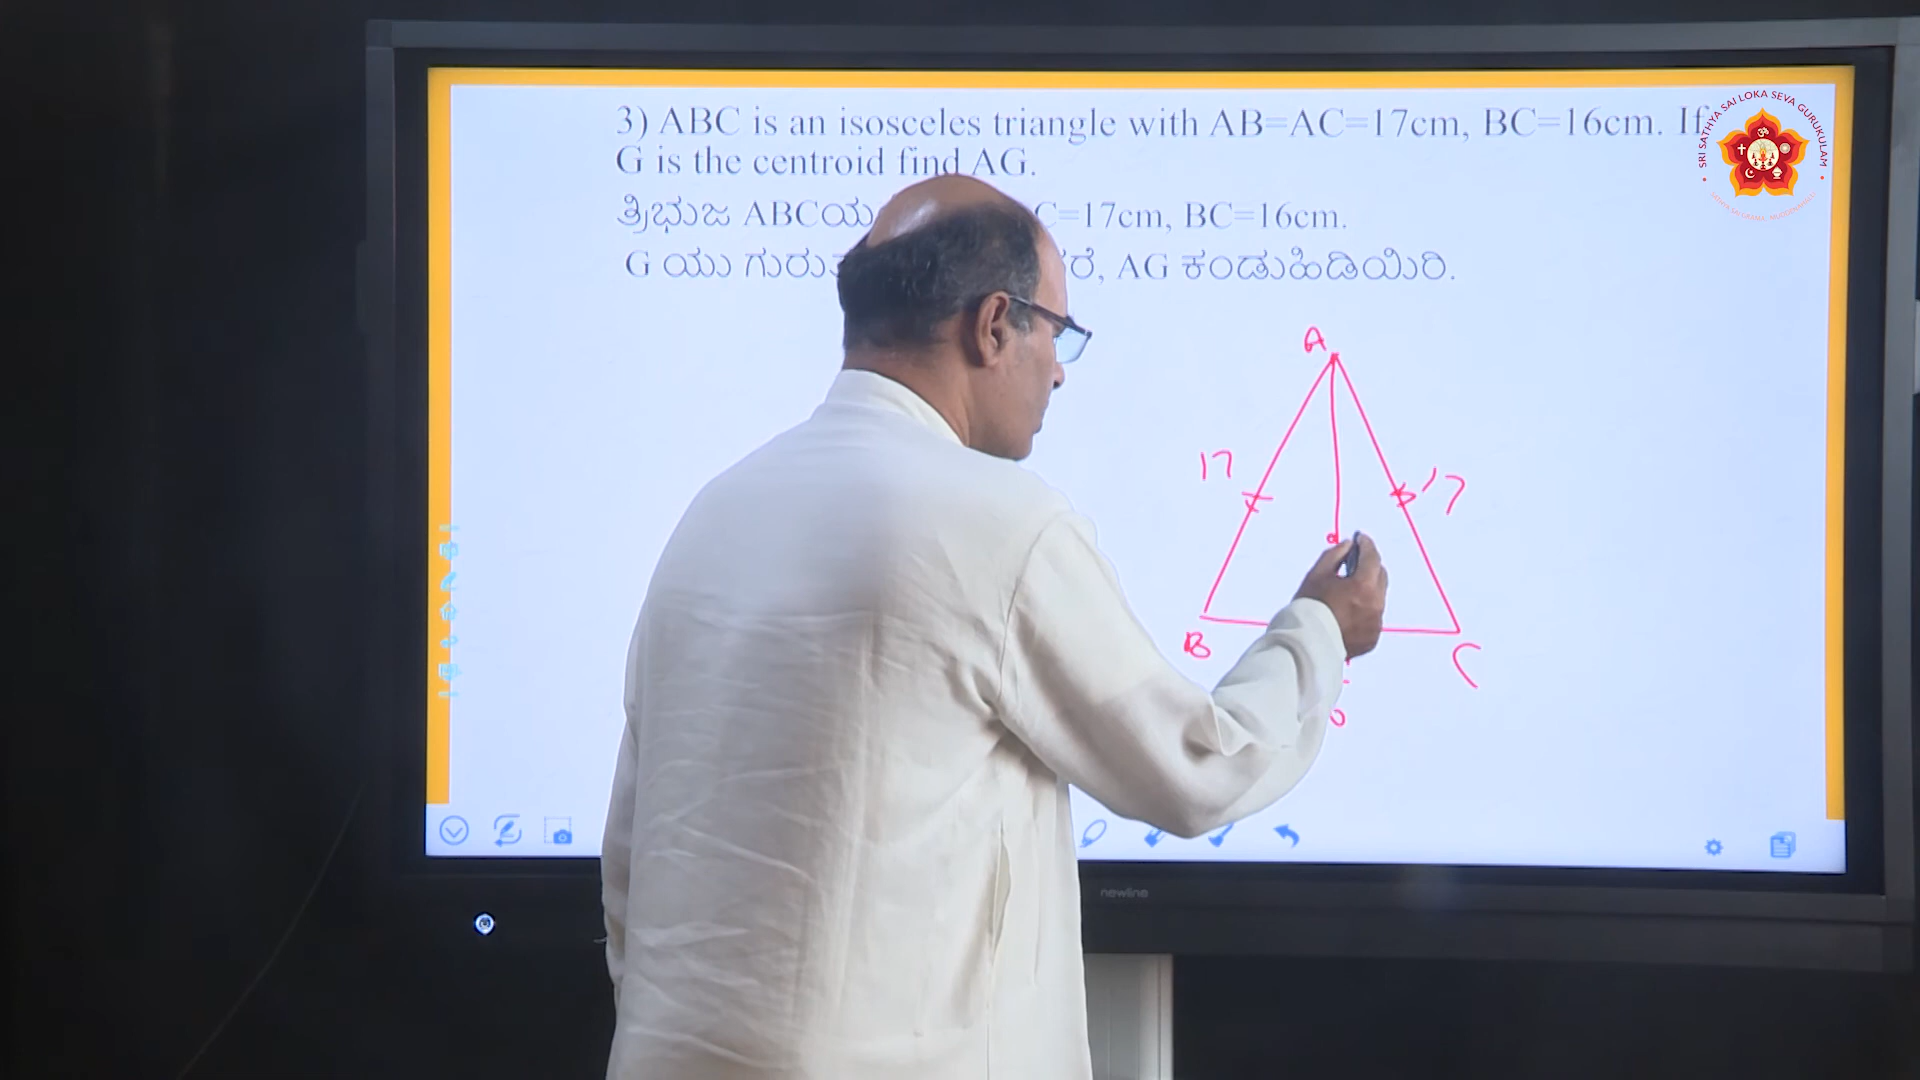 3) ABC is an isosceles triangle with AB=AC=17cm, BC=16cm. If
G is the centroid find AG.
ತ್ರಿಭುಜ ABCಯ C=17cm, BC=16cm.
G ಯು AG ಕಂಡುಹಿಡಿಯಿರಿ.
A
17
17
B
C
SRI SATHYA SAI LOKA SEVA GURUKULAM
newline